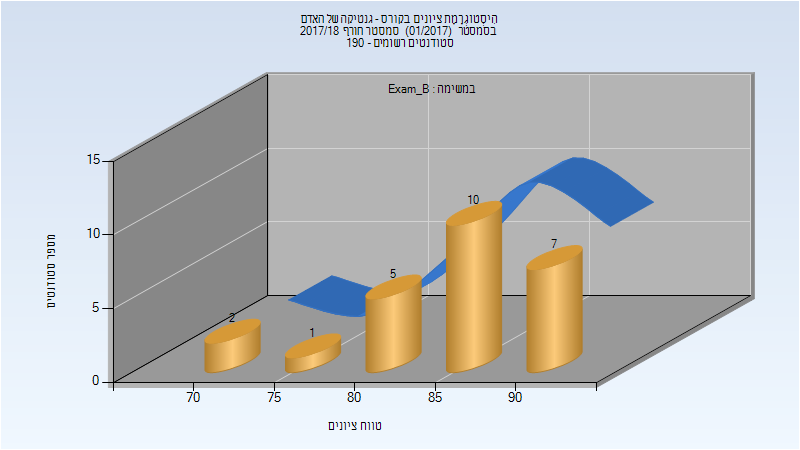 היסטוגרמת ציונים בקורס - גנטיקה של האדם
בסמסטר (01/2017) סמסטר חורף 2017/18
סטודנטים רשומים - 190
במשימה : Exam_B
מספר סטודנטים
15
10
5
0
2
1
5
10
7
70
75
80
85
90
טווח ציונים